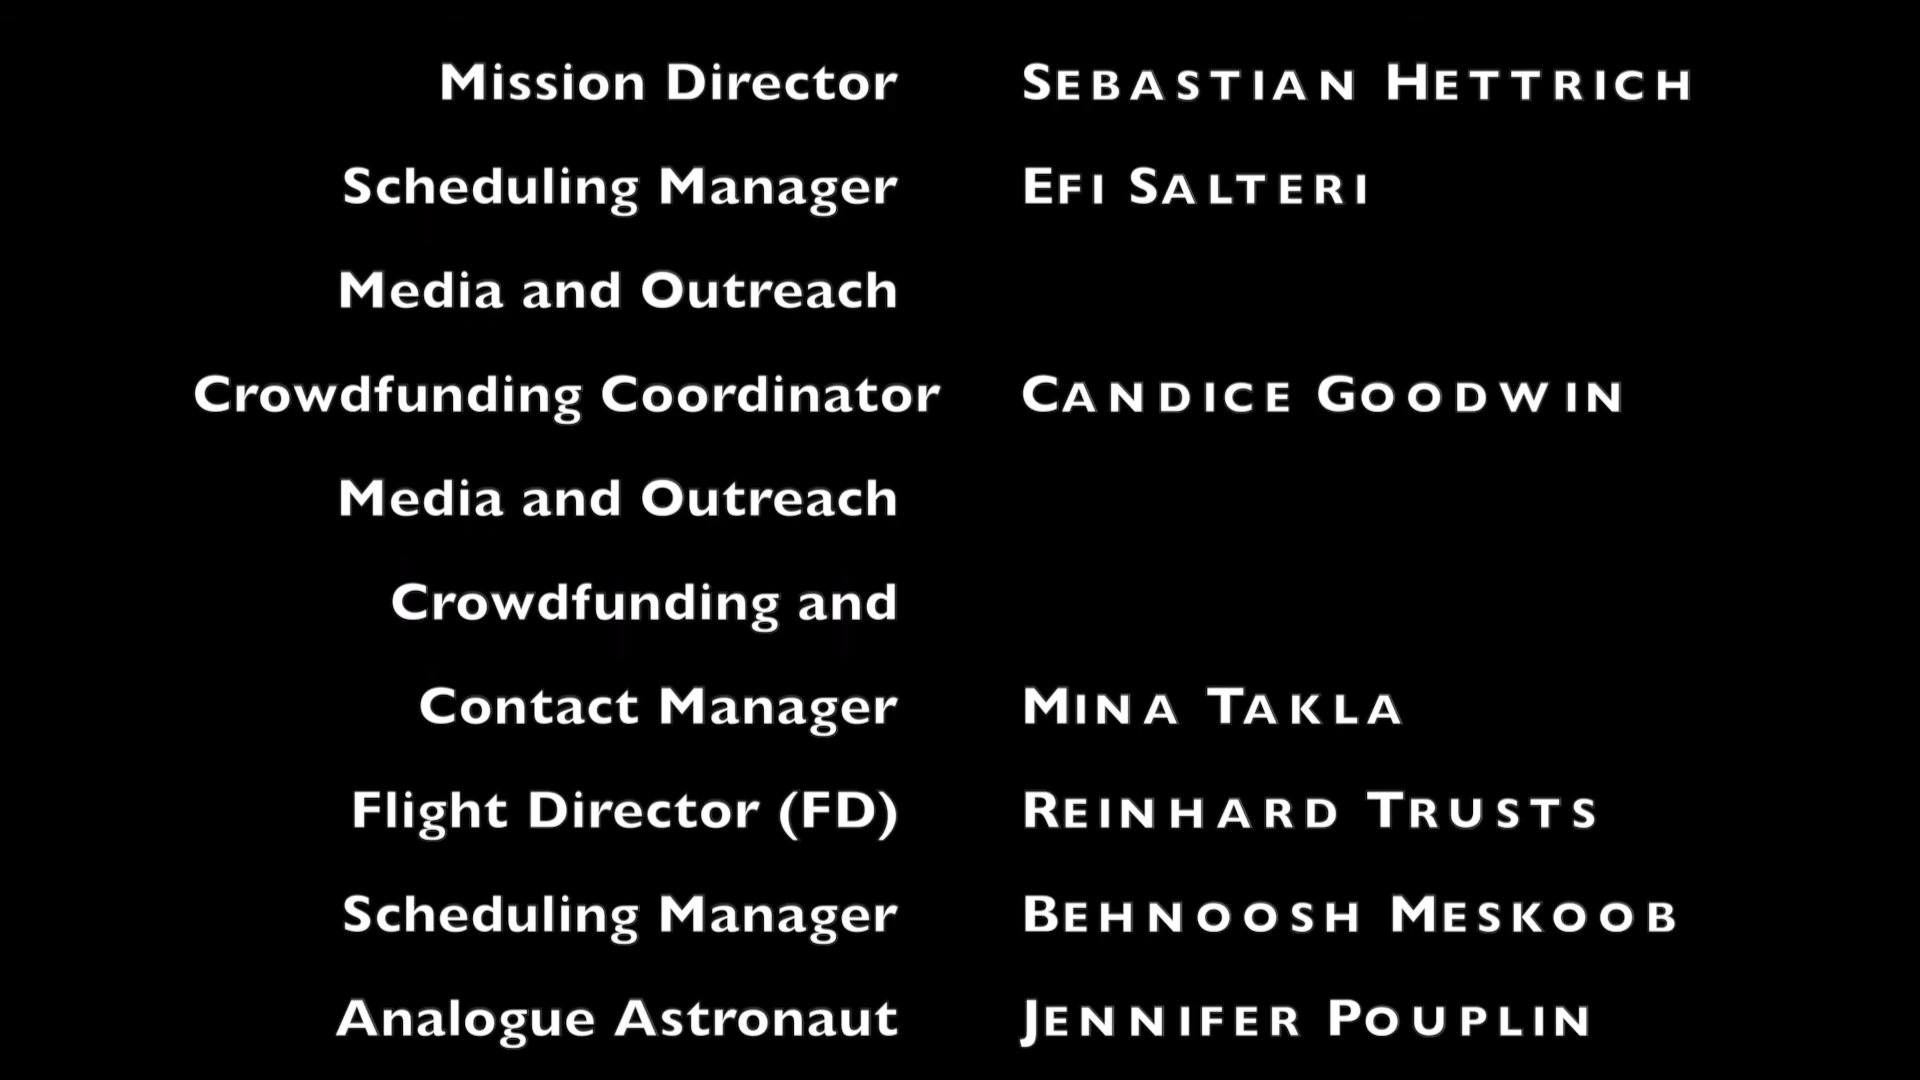 Mission Director Sebastian Hettrich
Scheduling Manager Efi Salteri
Media and Outreach
Crowdfunding Coordinator Candice Goodwin
Media and Outreach
Crowdfunding and
Contact Manager Mina Takla
Flight Director (FD) Reinhard Trusts
Scheduling Manager Behnoosh Meskoob
Analogue Astronaut Jennifer Pouplin